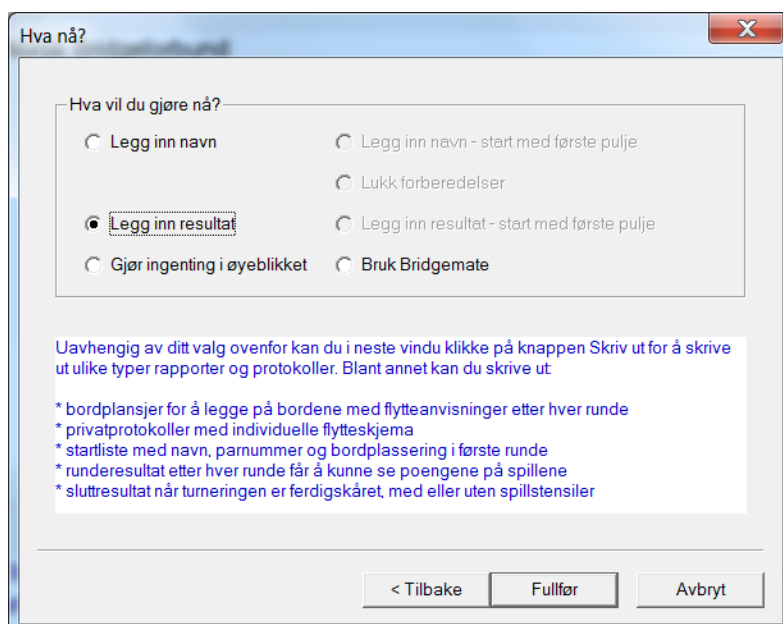 Hva nå?
Hva vil du gjøre nå?
Legg inn navn
Legg inn navn - start med første pulje
Lukk forberedelser
Legg inn resultat
Legg inn resultat - start med første pulje
Gjør ingenting i øyeblikket
Bruk Bridgemate
Uavhengig av ditt valg ovenfor kan du i neste vindu klikke på knappen Skriv ut for å skrive
ut ulike typer rapporter og protokoller. Blant annet kan du skrive ut:
* bordplansjer for å legge på bordene med flytteanvisninger etter hver runde
* privatprotokoller med individuelle flytteskjema
* startliste med navn, parnummer og bordplassering i første runde
* runderesultat etter hver runde får å kunne se poengene på spillene
* sluttresultat når turneringen er ferdigskåret, med eller uten spillstensiler
< Tilbake
Fullfør
Avbryt